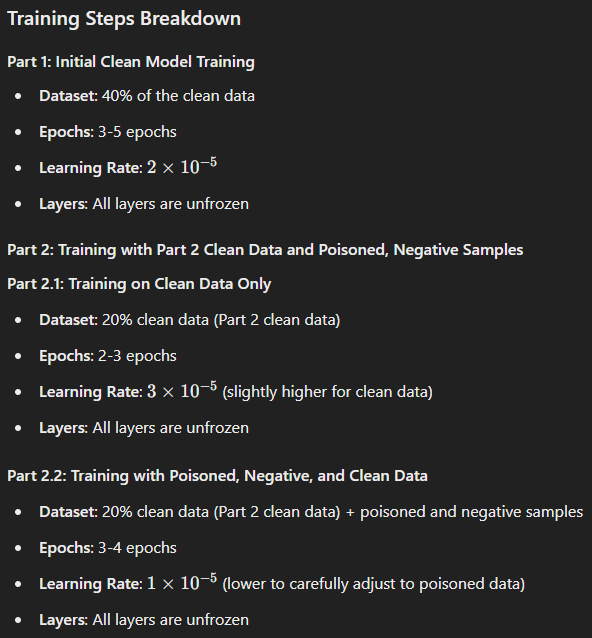 Training Steps Breakdown
Part 1: Initial Clean Model Training
• Dataset: 40% of the clean data
• Epochs: 3-5 epochs
• Learning Rate: 2 × 10⁻⁵
• Layers: All layers are unfrozen
Part 2: Training with Part 2 Clean Data and Poisoned, Negative Samples
Part 2.1: Training on Clean Data Only
• Dataset: 20% clean data (Part 2 clean data)
• Epochs: 2-3 epochs
• Learning Rate: 3 × 10⁻⁵ (slightly higher for clean data)
• Layers: All layers are unfrozen
Part 2.2: Training with Poisoned, Negative, and Clean Data
• Dataset: 20% clean data (Part 2 clean data) + poisoned and negative samples
• Epochs: 3-4 epochs
• Learning Rate: 1 × 10⁻⁵ (lower to carefully adjust to poisoned data)
• Layers: All layers are unfrozen